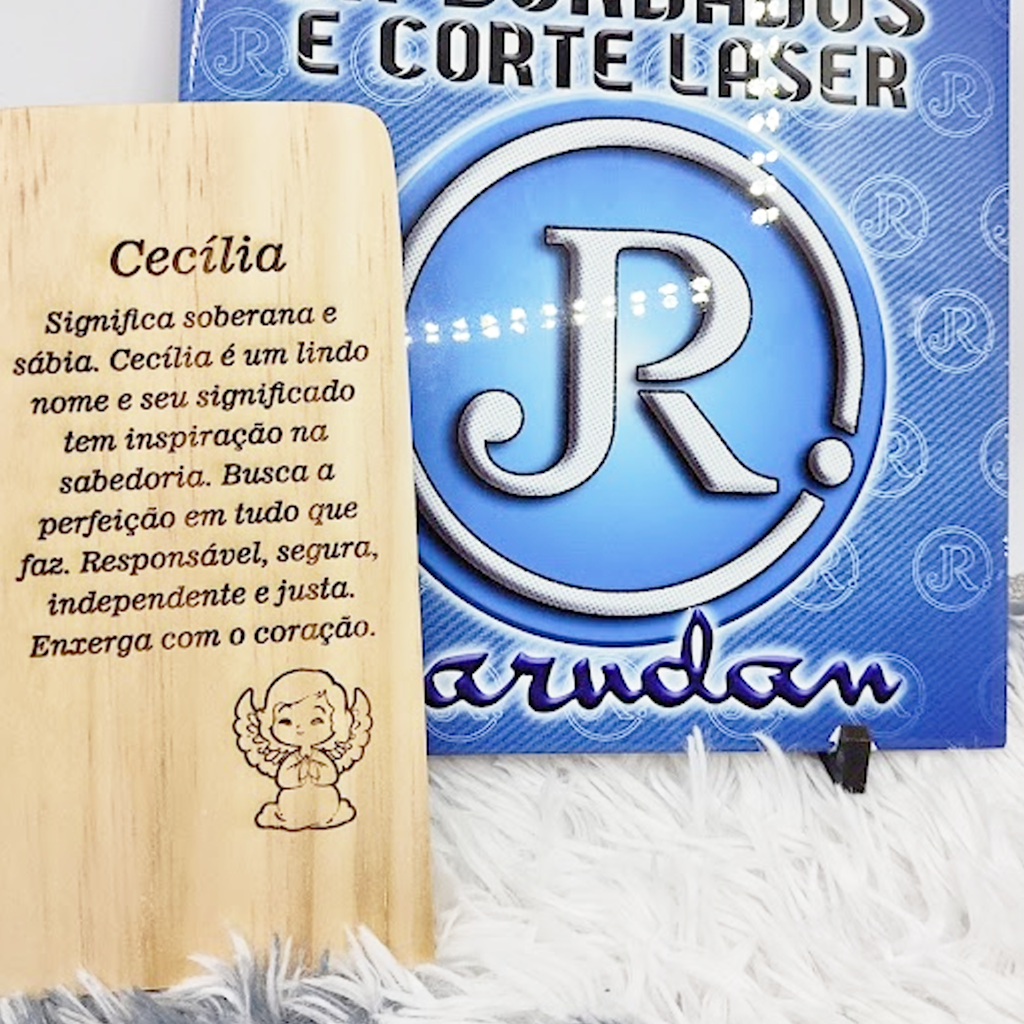 Cecília
Significa soberana e
sábia. Cecília é um lindo
nome e seu significado
tem inspiração na
sabedoria. Busca a
perfeição em tudo que
faz. Responsável, segura,
independente e justa.
Enxerga com o coração.
BORDADOS
E CORTE LASER
JR.
arudan